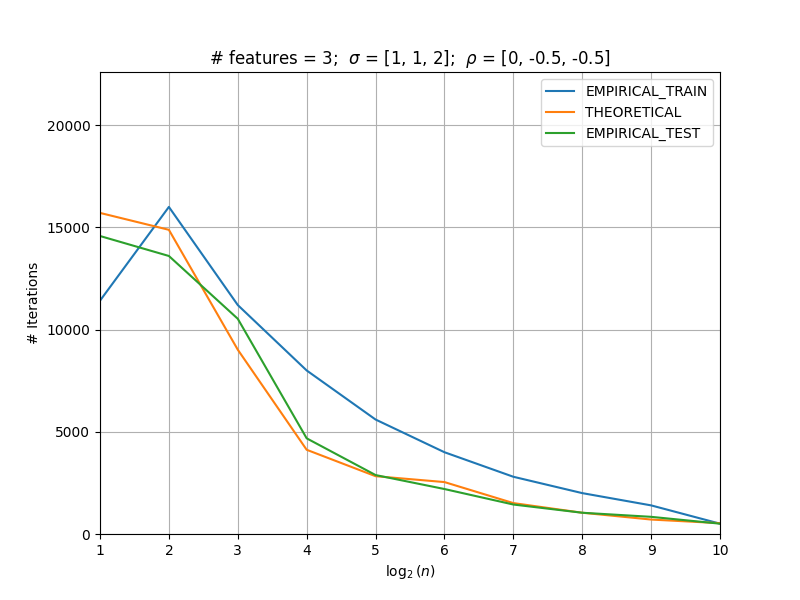 # features = 3;  σ = [1, 1, 2];  ρ = [0, -0.5, -0.5]
EMPIRICAL_TRAIN
THEORETICAL
EMPIRICAL_TEST
20000
15000
10000
5000
0
# Iterations
1 2 3 4 5 6 7 8 9 10
log₂(n)